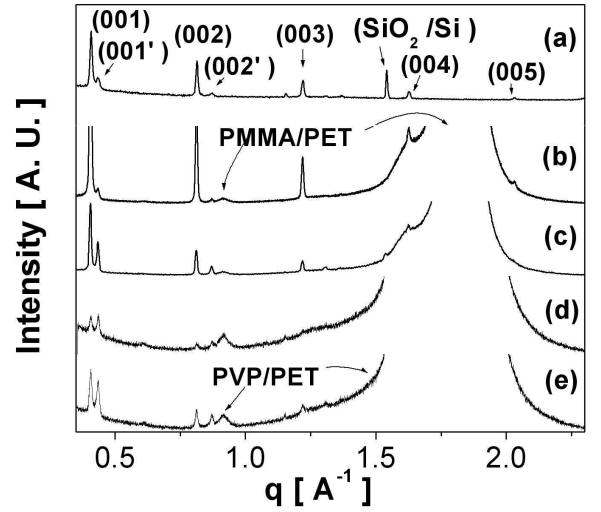 (001)
(001')
(002)
(002')
(003)
(SiO2/Si )
(004)
(005)
(a)
PMMA/PET
(b)
(c)
(d)
PVP/PET
(e)
Intensity [ A. U. ]
0.5 1.0 1.5 2.0
q [ A-1 ]